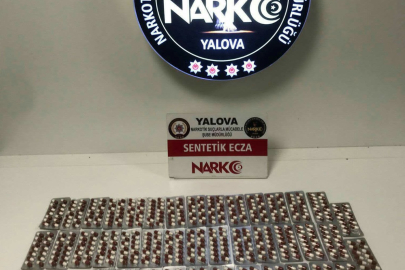 NARKO
YALOVA
YALOVA
NARKOTİK SUÇLARLA MÜCADELE
ŞUBE MÜDÜRLÜĞÜ
SENTETİK ECZA
NARKO